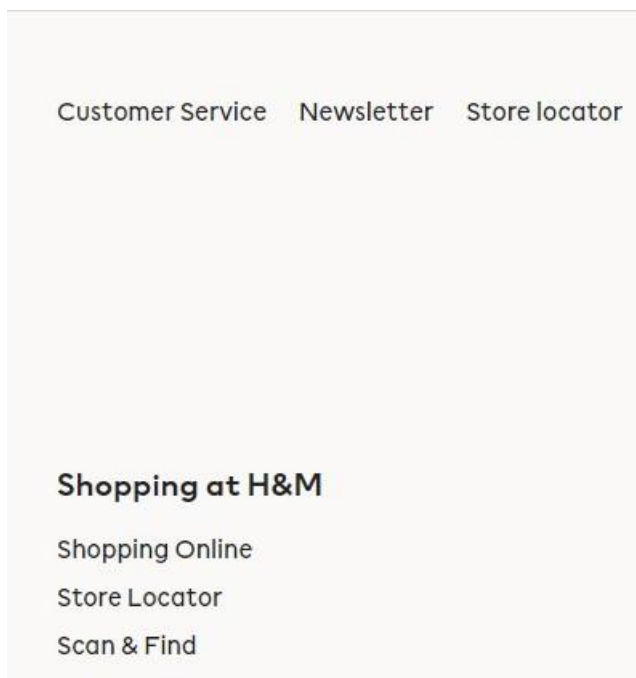 Customer Service Newsletter Store locator
Shopping at H&M
Shopping Online
Store Locator
Scan & Find